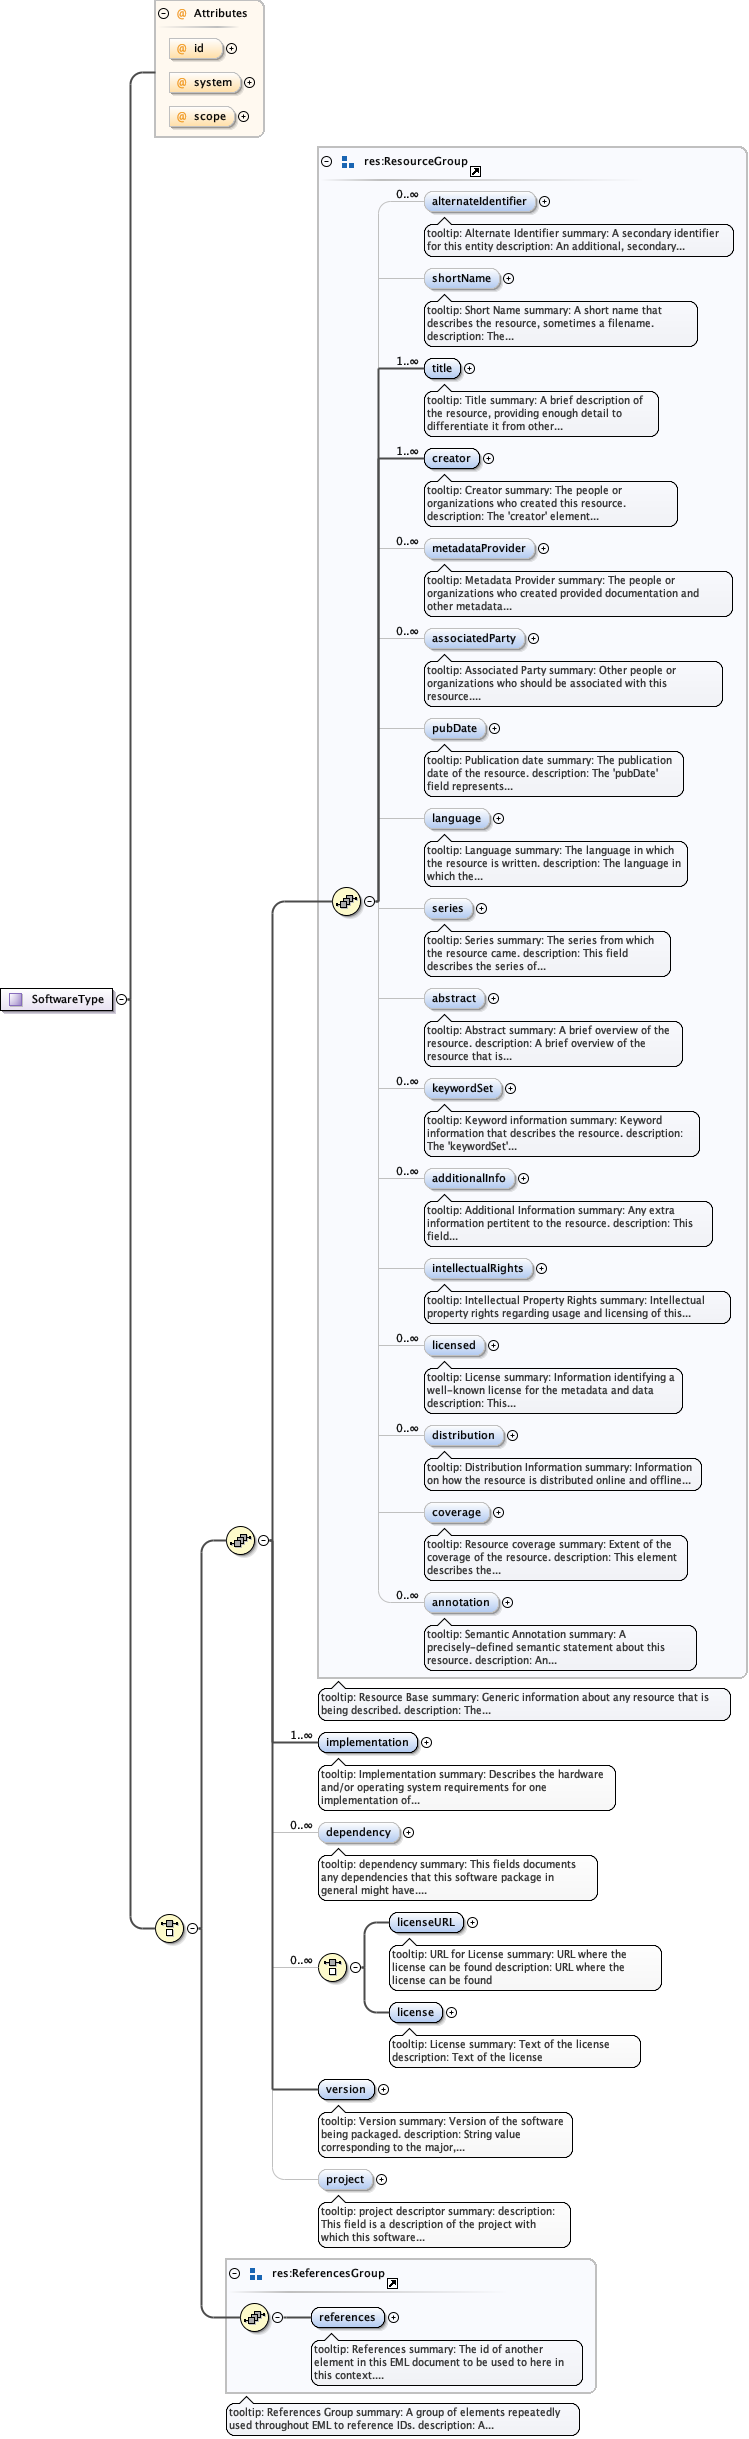 Attributes
@ id
@ system
@ scope
res:ResourceGroup
0..∞
alternateIdentifier
tooltip: Alternate Identifier summary: A secondary identifier
for this entity description: An additional, secondary...
shortName
tooltip: Short Name summary: A short name that
describes the resource, sometimes a filename.
description: The...
1..∞
title
tooltip: Title summary: A brief description of
the resource, providing enough detail to
differentiate it from other...
1..∞
creator
tooltip: Creator summary: The people or
organizations who created this resource.
description: The 'creator' element...
0..∞
metadataProvider
tooltip: Metadata Provider summary: The people or
organizations who created provided documentation and
other metadata...
0..∞
associatedParty
tooltip: Associated Party summary: Other people or
organizations who should be associated with this
resource....
pubDate
tooltip: Publication date summary: The publication
date of the resource. description: The 'pubDate'
field represents...
language
tooltip: Language summary: The language in which
the resource is written. description: The language in
which the...
series
tooltip: Series summary: The series from which
the resource came. description: This field
describes the series of...
SoftwareType
abstract
tooltip: Abstract summary: A brief overview of the
resource. description: A brief overview of the
resource that is...
0..∞
keywordSet
tooltip: Keyword information summary: Keyword
information that describes the resource. description:
The 'keywordSet'...
0..∞
additionalInfo
tooltip: Additional Information summary: Any extra
information pertitent to the resource. description: This
field...
intellectualRights
tooltip: Intellectual Property Rights summary: Intellectual
property rights regarding usage and licensing of this...
0..∞
licensed
tooltip: License summary: Information identifying a
well-known license for the metadata and data
description: This...
0..∞
distribution
tooltip: Distribution Information summary: Information
on how the resource is distributed online and offline...
coverage
tooltip: Resource coverage summary: Extent of the
coverage of the resource. description: This element
describes the...
0..∞
annotation
tooltip: Semantic Annotation summary: A
precisely-defined semantic statement about this
resource. description: An...
tooltip: Resource Base summary: Generic information about any resource that is
being described. description: The...
1..∞
implementation
tooltip: Implementation summary: Describes the hardware
and/or operating system requirements for one
implementation of...
0..∞
dependency
tooltip: dependency summary: This fields documents
any dependencies that this software package in
general might have....
0..∞
licenseURL
tooltip: URL for License summary: URL where the
license can be found description: URL where the
license can be found
license
tooltip: License summary: Text of the license
description: Text of the license
version
tooltip: Version summary: Version of the software
being packaged. description: String value
corresponding to the major,...
project
tooltip: project descriptor summary: description:
This field is a description of the project with
which this software...
res:ReferencesGroup
references
tooltip: References summary: The id of another
element in this EML document to be used to here in
this context....
tooltip: References Group summary: A group of elements repeatedly
used throughout EML to reference IDs. description: A...